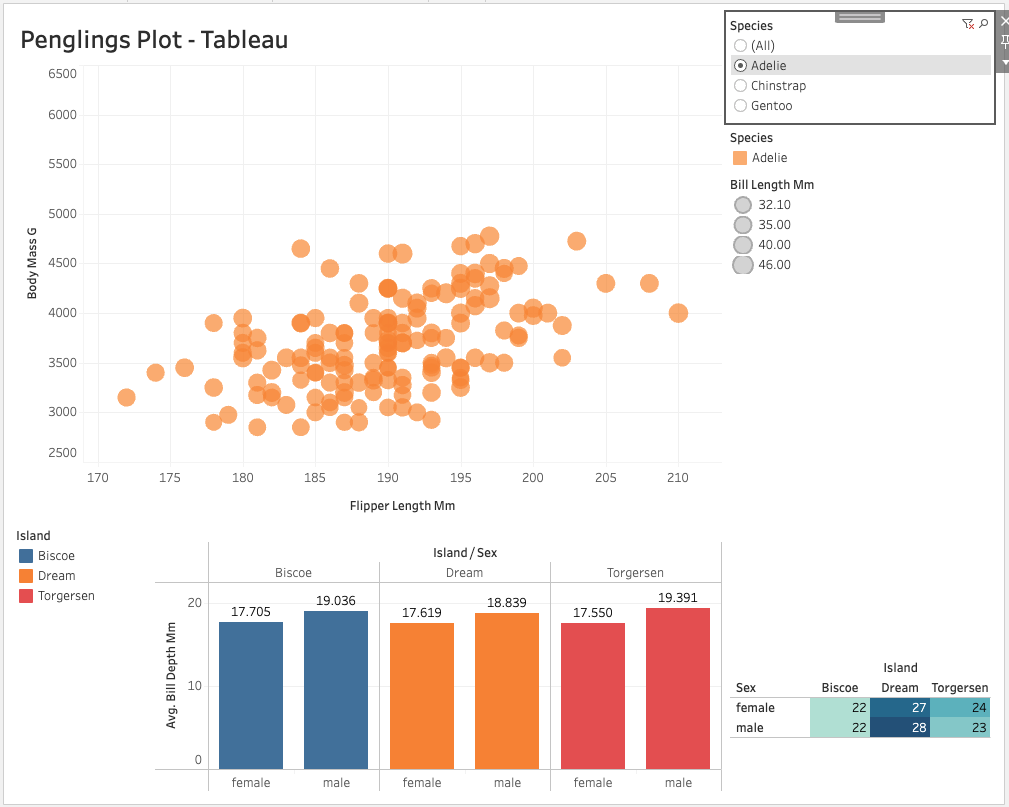 Penglings Plot - Tableau
Species
(All)
Adelie
Chinstrap
Gentoo
Species
Adelie
Bill Length Mm
32.10
35.00
40.00
46.00
6500
6000
5500
5000
4500
4000
3500
3000
2500
Body Mass G
170 175 180 185 190 195 200 205 210
Flipper Length Mm
Island
Biscoe
Dream
Torgersen
Island / Sex
Biscoe Dream Torgersen
20
10
0
Avg. Bill Depth Mm
17.705 19.036 17.619 18.839 17.550 19.391
female male female male female male
Island
Sex Biscoe Dream Torgersen
female 22 27 24
male 22 28 23